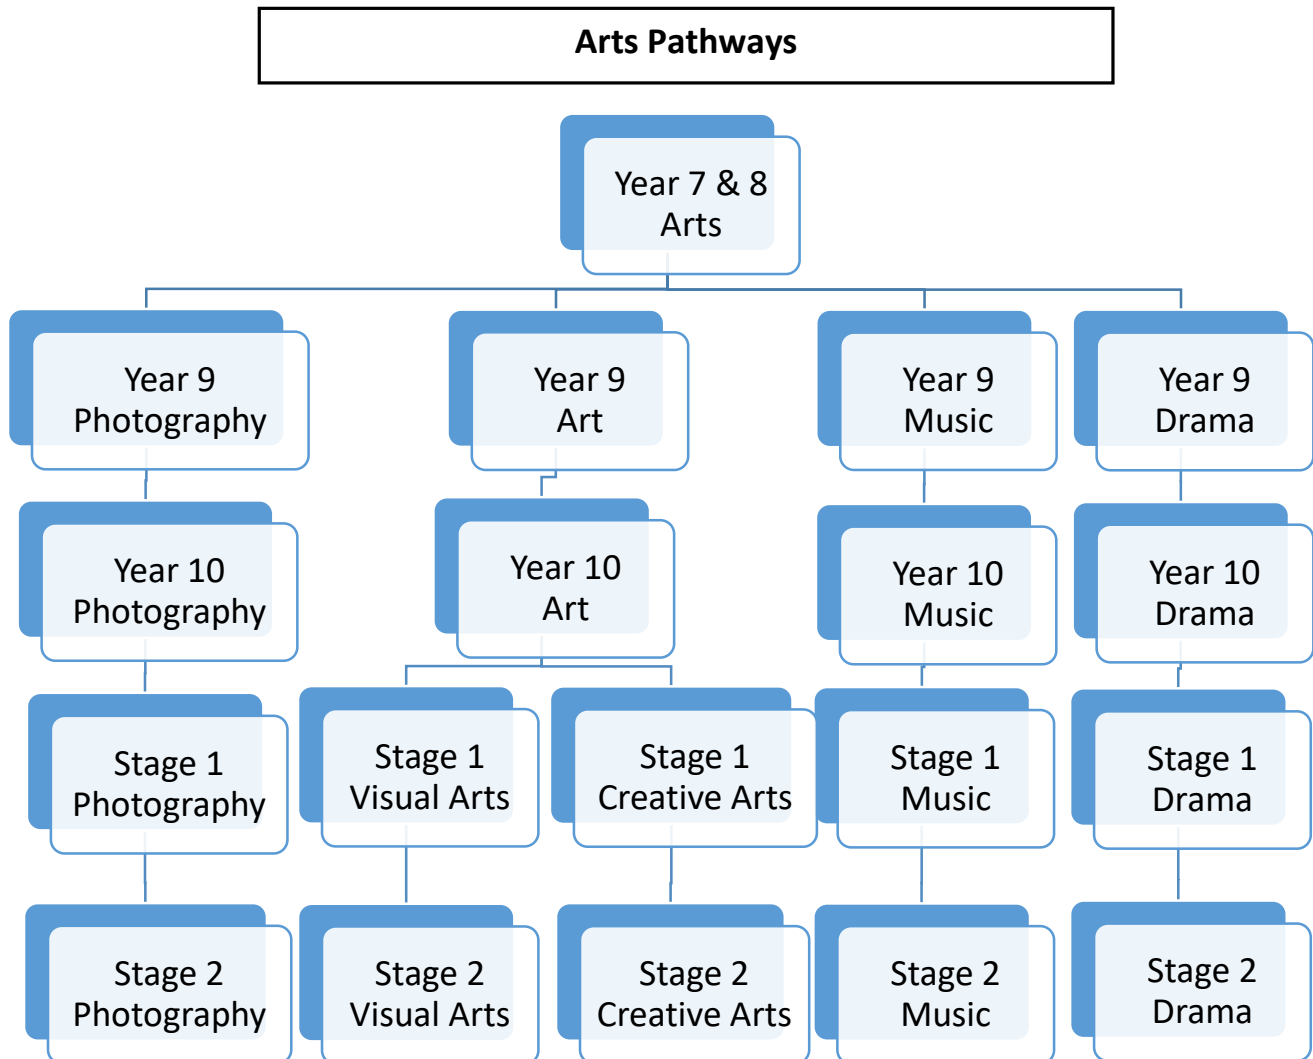 Arts Pathways
Year 7 & 8
Arts
Year 9
Photography
Year 9
Art
Year 9
Music
Year 9
Drama
Year 10
Photography
Year 10
Art
Year 10
Music
Year 10
Drama
Stage 1
Photography
Stage 1
Visual Arts
Stage 1
Creative Arts
Stage 1
Music
Stage 1
Drama
Stage 2
Photography
Stage 2
Visual Arts
Stage 2
Creative Arts
Stage 2
Music
Stage 2
Drama